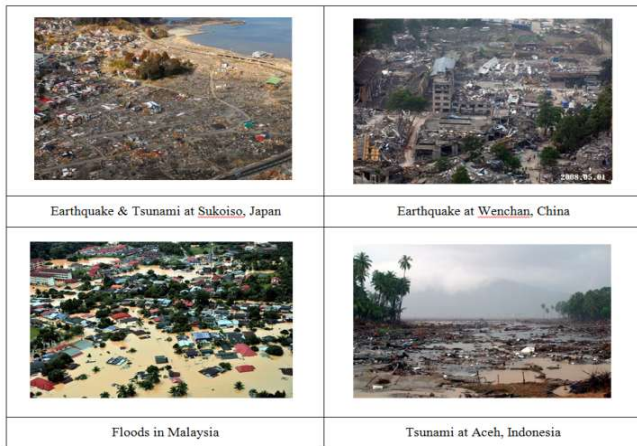 2008.05.01
Earthquake & Tsunami at Sukoiso, Japan
Earthquake at Wenchan, China
Floods in Malaysia
Tsunami at Aceh, Indonesia